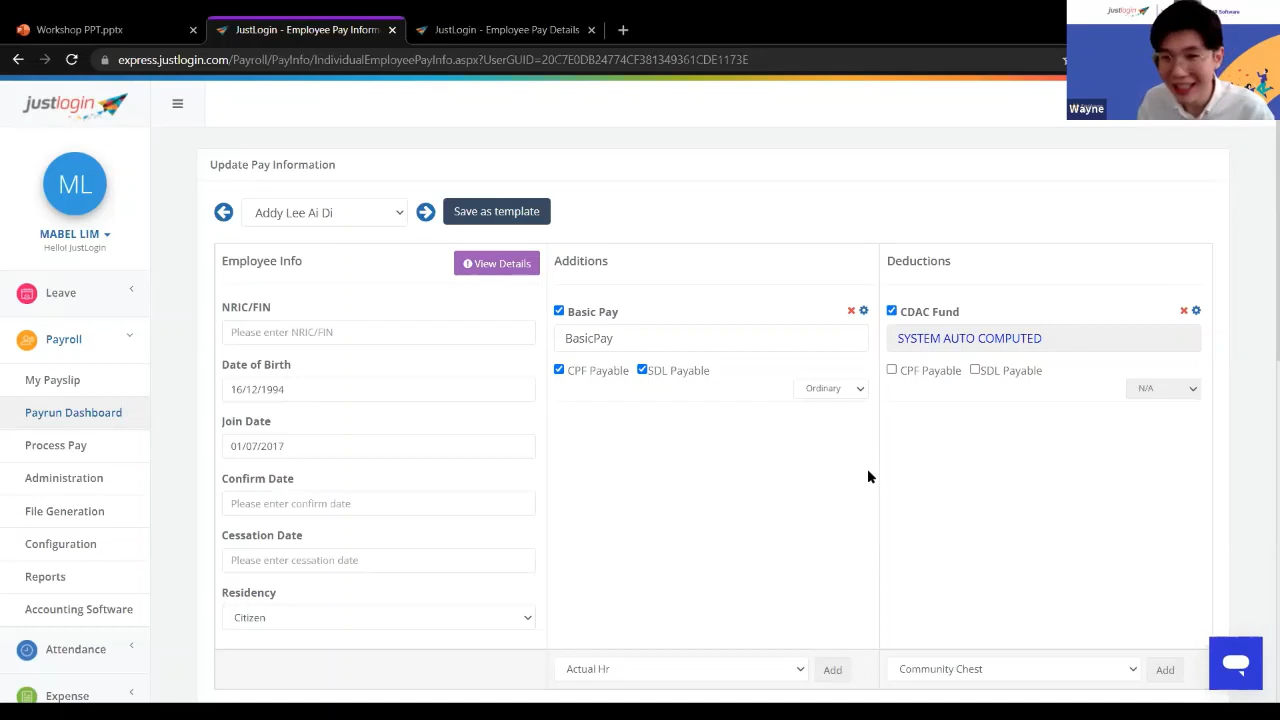 Workshop PPT.pptx
JustLogin - Employee Pay Inform
JustLogin - Employee Pay Details
express.justlogin.com/Payroll/PayInfo/IndividualEmployeePayInfo.aspx?UserGUID=20C7E0DB24774CF381349361CDE1173E
justlogin
Software
Wayne
justlogin
ML
MABEL LIM
Hello! JustLogin
Leave
Payroll
My Payslip
Payrun Dashboard
Process Pay
Administration
File Generation
Configuration
Reports
Accounting Software
Attendance
Expense
Update Pay Information
Addy Lee Ai Di
Save as template
Employee Info
View Details
NRIC/FIN
Please enter NRIC/FIN
Date of Birth
16/12/1994
Join Date
01/07/2017
Confirm Date
Please enter confirm date
Cessation Date
Please enter cessation date
Residency
Citizen
Additions
Basic Pay
BasicPay
CPF Payable SDL Payable
Ordinary
Actual Hr
Add
Deductions
CDAC Fund
SYSTEM AUTO COMPUTED
CPF Payable SDL Payable
N/A
Community Chest
Add